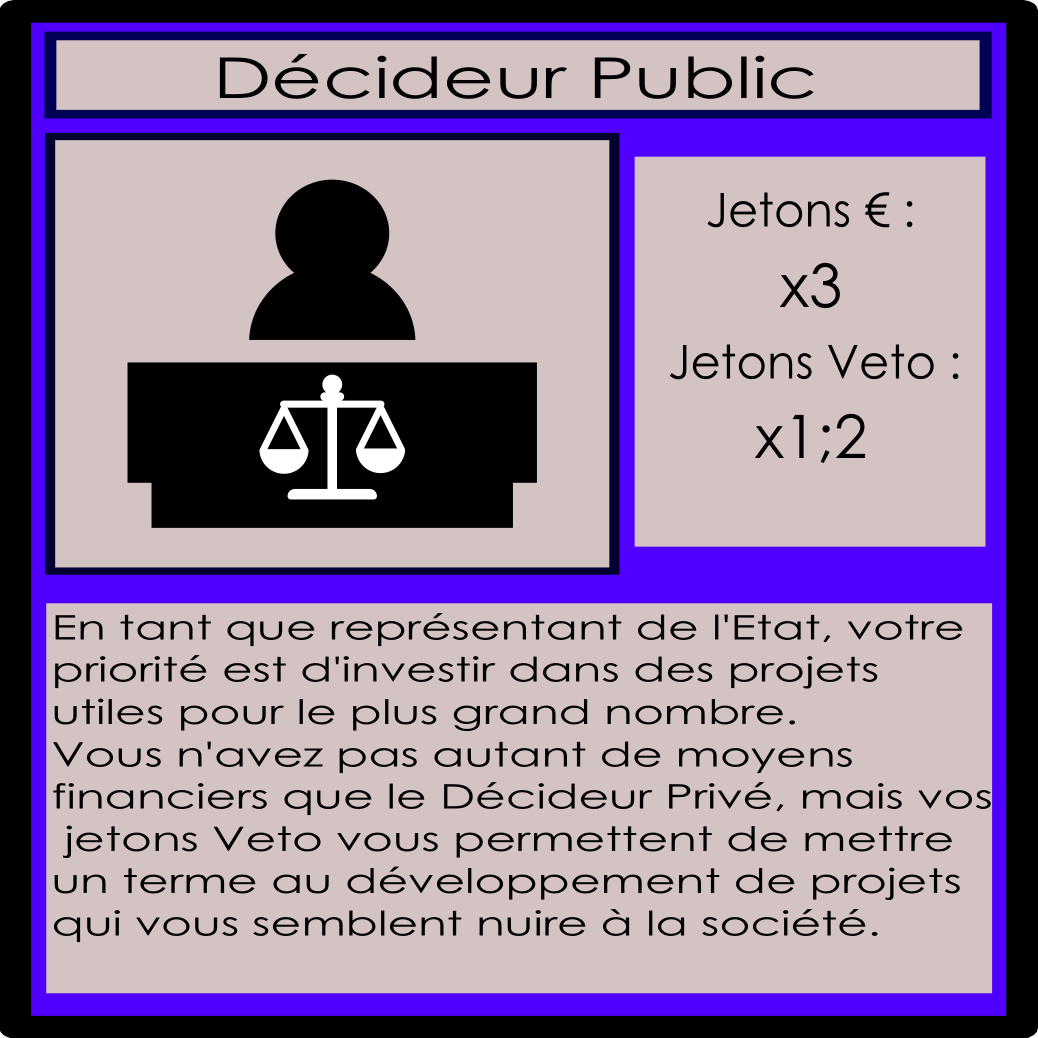 Décideur Public
Jetons € :
x3
Jetons Veto :
x1;2
En tant que représentant de l'Etat, votre
priorité est d'investir dans des projets
utiles pour le plus grand nombre.
Vous n'avez pas autant de moyens
financiers que le Décideur Privé, mais vos
jetons Veto vous permettent de mettre
un terme au développement de projets
qui vous semblent nuire à la société.